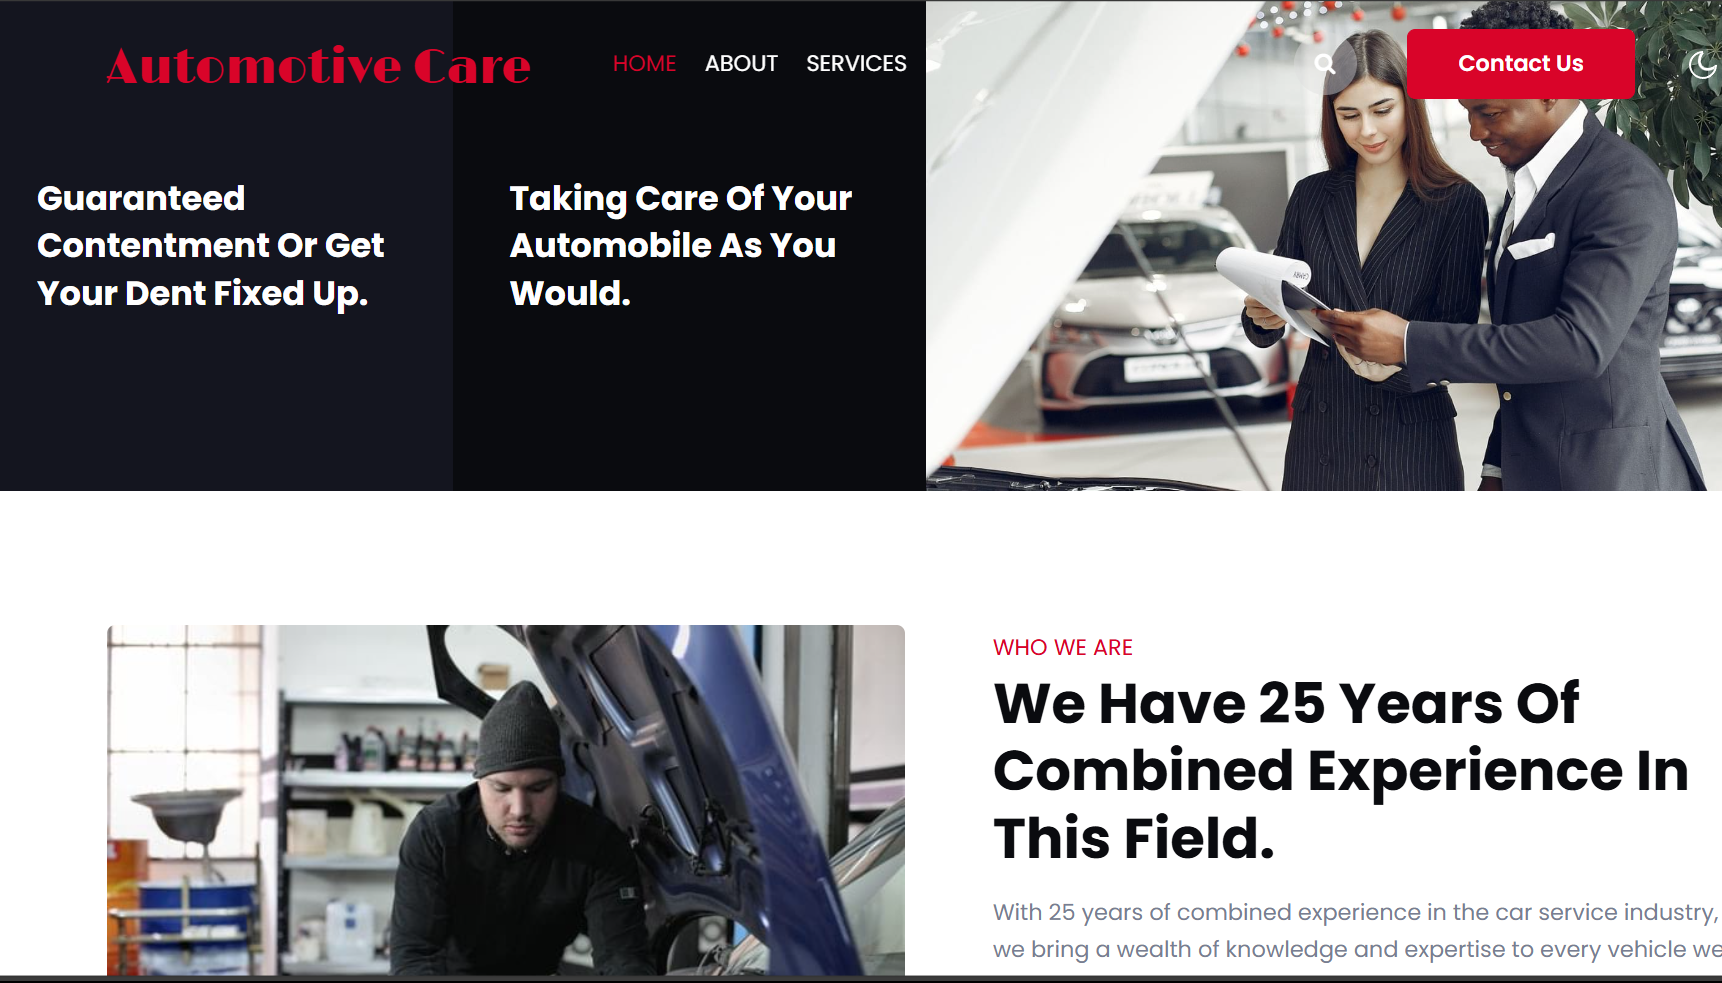 Automotive Care
HOME ABOUT SERVICES
Contact Us
Guaranteed
Contentment Or Get
Your Dent Fixed Up.
Taking Care Of Your
Automobile As You
Would.
WHO WE ARE
We Have 25 Years Of
Combined Experience In
This Field.
With 25 years of combined experience in the car service industry,
we bring a wealth of knowledge and expertise to every vehicle we